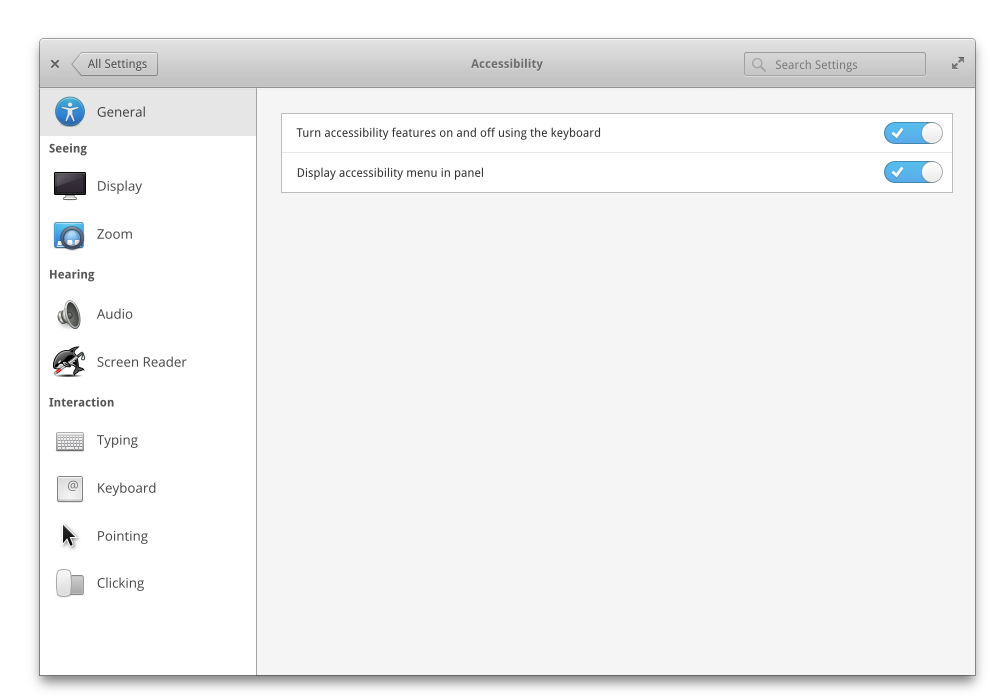 All Settings
Accessibility
Search Settings
General
Seeing
Display
Zoom
Hearing
Audio
Screen Reader
Interaction
Typing
@
Keyboard
Pointing
Clicking
Turn accessibility features on and off using the keyboard
Display accessibility menu in panel